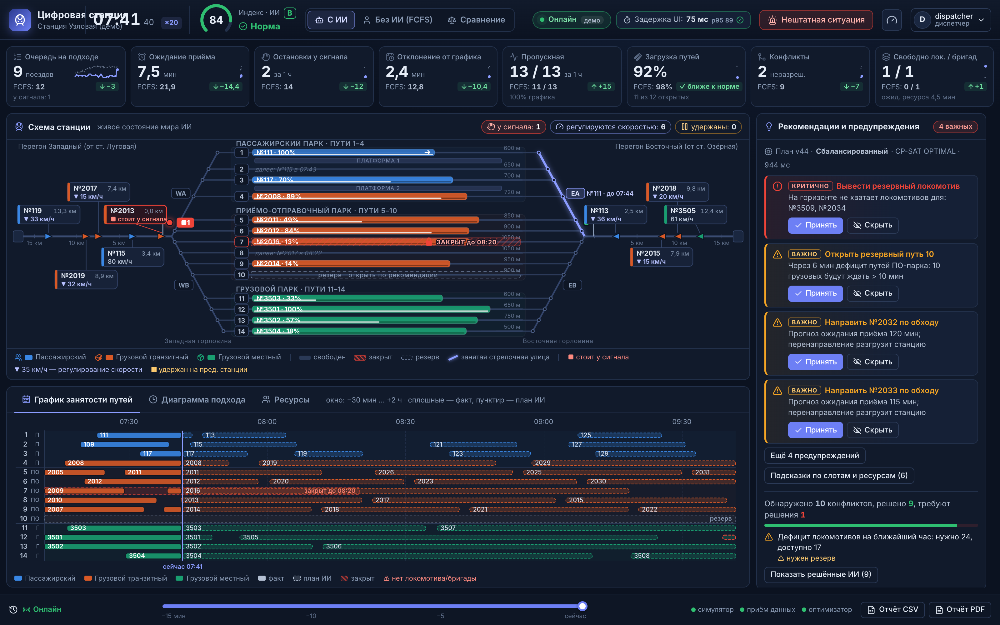 Цифровая станция
Станция Узловая (демо)
07:41 40 ×20
84
Индекс · ИИ B
Норма
С ИИ
Без ИИ (FCFS)
Сравнение
Онлайн демо
Задержка UI: 75 мс p95 89
Нештатная ситуация
D
dispatcher
диспетчер
Очередь на подходе
9 поездов
FCFS: 12 ↓−3
у сигнала: 1
Ожидание приёма
7,5 мин
FCFS: 21,9 ↓−14,4
Остановки у сигнала
2 за 1 ч
FCFS: 14 ↓−12
Отклонение от графика
2,4 мин
FCFS: 12,8 ↓−10,4
Пропускная
13 / 13 за 1 ч
FCFS: 11 / 13 ↑+15
100% графика
Загрузка путей
92%
FCFS: 98% ✓ ближе к норме
11 из 12 открытых
Конфликты
2 неразреш.
FCFS: 9 ↓−7
Свободно лок. / бригад
1 / 1
FCFS: 0 / 1 ↑+1
ожид. ресурса 4,5 мин
Схема станции живое состояние мира ИИ
у сигнала: 1
регулируются скоростью: 6
удержаны: 0
Перегон Западный (от ст. Луговая)
Перегон Восточный (от ст. Озёрная)
ПАССАЖИРСКИЙ ПАРК · ПУТИ 1–4
1 №111 · 100% → 600 м
ПЛАТФОРМА 1
2 далее: №115 в 07:43 650 м
3 №117 · 70% 700 м
ПЛАТФОРМА 2
4 №2008 · 89% 720 м
ПРИЁМО-ОТПРАВОЧНЫЙ ПАРК · ПУТИ 5–10
5 №2011 · 49% 850 м
6 №2012 · 84% 900 м
7 №2016 · 13% ЗАКРЫТ до 08:20 1050 м
8 далее: №2017 в 08:22 1050 м
9 №2014 · 14% 950 м
10 резерв · открыть по рекомендации 900 м
ГРУЗОВОЙ ПАРК · ПУТИ 11–14
11 №3503 · 33% 600 м
12 №3501 · 100% 650 м
13 №3502 · 57% 750 м
14 №3504 · 18% 500 м
№2017 7,4 км
▼ 15 км/ч
№119 13,3 км
▼ 33 км/ч
№2013 0,0 км
стоит у сигнала
1
15 км 10 км 5 км
№115 3,4 км
80 км/ч
№2019 8,9 км
▼ 32 км/ч
WA
WB
EA №111 · до 07:44
EB
№2018 9,8 км
▼ 20 км/ч
№113 2,5 км
▼ 36 км/ч
№3505 12,4 км
61 км/ч
5 км 10 км 15 км
№2015 7,9 км
▼ 15 км/ч
Западная горловина
Восточная горловина
Пассажирский Грузовой транзитный Грузовой местный свободен закрыт резерв занятая стрелочная улица стоит у сигнала
▼ 35 км/ч — регулирование скорости удержан на пред. станции
График занятости путей
Диаграмма подхода
Ресурсы
окно: −30 мин ... +2 ч · сплошные — факт, пунктир — план ИИ
07:30 08:00 08:30 09:00 09:30
1 П 111 113 125
2 П 109 115 121 127
3 П 117 117 119 123 129
4 П 2008 2008 2019 2029
5 ПО 2005 2011 2011 2026 2025 2031
6 ПО 2012 2012 2020 2023 2030
7 ПО 2009 2016 закрыт до 08:20
8 ПО 2010 2013 2017 2015
9 ПО 2007 2014 2018 2021 2022
10 ПО резерв
11 Г 3503 3503 3507
12 Г 3501 3501 3505
13 Г 3502 3502 3506
14 Г 3504 3504 3508
сейчас 07:41
Пассажирский Грузовой транзитный Грузовой местный факт план ИИ закрыт нет локомотива/бригады
Рекомендации и предупреждения 4 важных
План v44 · Сбалансированный · CP-SAT OPTIMAL ·
944 мс
КРИТИЧНО Вывести резервный локомотив
На горизонте не хватает локомотивов для:
№3509, №2034
Принять Скрыть
ВАЖНО Открыть резервный путь 10
Через 6 мин дефицит путей ПО-парка: 10
грузовых будут ждать > 10 мин
Принять Скрыть
ВАЖНО Направить №2032 по обходу
Прогноз ожидания приёма 120 мин;
перенаправление разгрузит станцию
Принять Скрыть
ВАЖНО Направить №2033 по обходу
Прогноз ожидания приёма 115 мин;
перенаправление разгрузит станцию
Принять Скрыть
Ещё 4 предупреждений
Подсказки по слотам и ресурсам (6)
Обнаружено 10 конфликтов, решено 9, требуют
решения 1
Дефицит локомотивов на ближайший час: нужно 24,
доступно 17
нужен резерв
Показать решённые ИИ (9)
Онлайн
−15 мин −10 −5 сейчас
симулятор приём данных оптимизатор
Отчёт CSV
Отчёт PDF